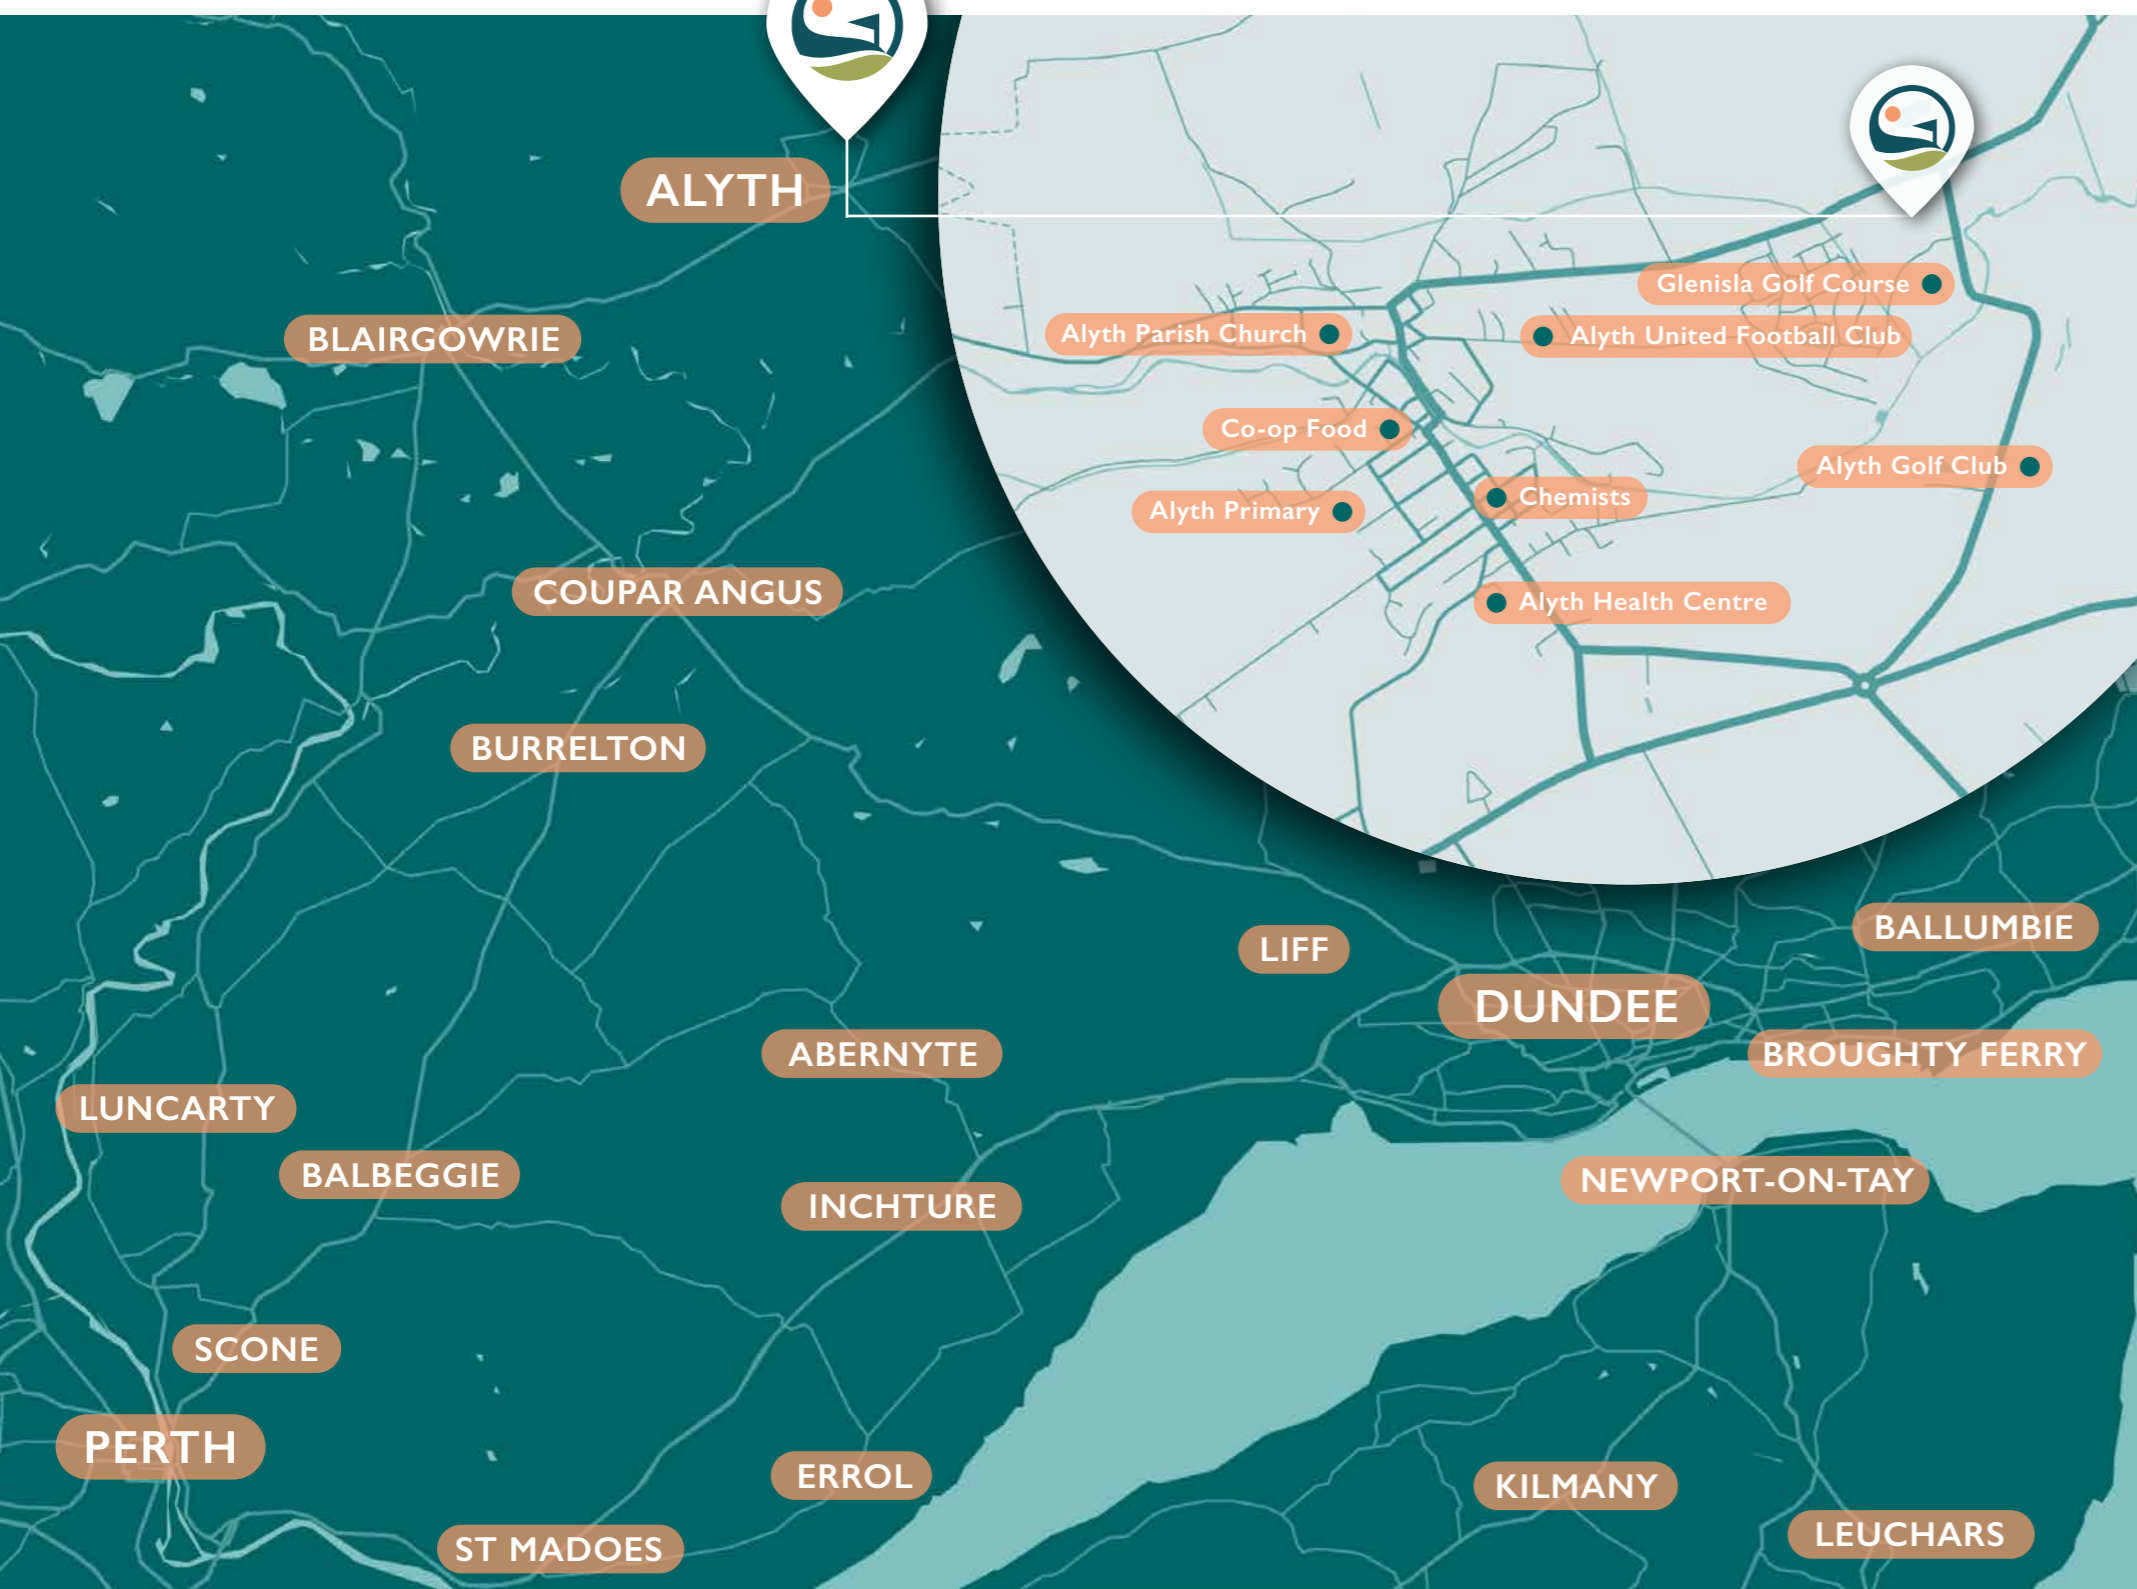 ALYTH
Glenisla Golf Course
Alyth Parish Church
Alyth United Football Club
BLAIRGOWRIE
Co-op Food
Alyth Golf Club
Chemists
Alyth Primary
COUPAR ANGUS
Alyth Health Centre
BURRELTON
BALLUMBIE
LIFF
DUNDEE
ABERNYTE
BROUGHTY FERRY
LUNCARTY
BALBEGGIE
NEWPORT-ON-TAY
INCHTURE
SCONE
PERTH
ERROL
KILMANY
LEUCHARS
ST MADOES